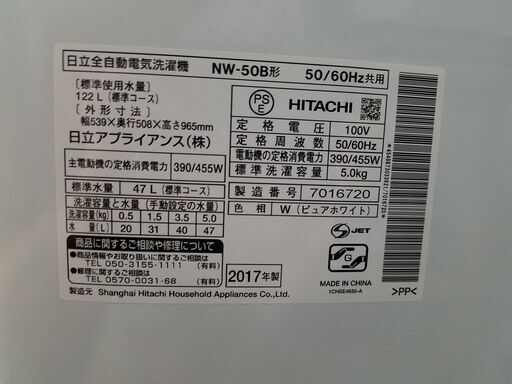 日立全自動電気洗濯機 NW-50B形 50/60Hz共用
〔標準使用水量〕
122 L（標準コース）
〔外形寸法〕
幅539×奥行508×高さ965mm
日立アプライアンス(株)
PS E HITACHI
定格電圧 100V
定格周波数 50/60Hz
電動機の定格消費電力 390/455W
標準洗濯容量 5.0kg
主電動機の定格消費電力 390/455W
標準水量 47 L（標準コース）
洗濯容量と水量（手動設定の水量）
洗濯容量(kg) 0.5 1.5 3.5 5.0
水量(L) 20 31 40 47
製造番号 7016720
色相 W（ピュアホワイト）
商品に関するご相談や修理について
●商品に関するお取り扱いに関するご相談
TEL 050-3155-1111（有料）
●修理に関するご相談
TEL 0570-0031-68（有料）
2017年製
S JET
G
MADE IN CHINA
1CHSE4835-A
>PP<
製造元 Shanghai Hitachi Household Appliances Co., Ltd.